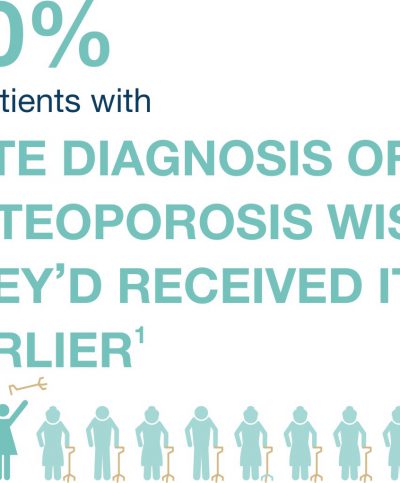 0%
tients with
TE DIAGNOSIS OF
TEOPOROSIS WIS
EY’D RECEIVED IT
RLIER¹